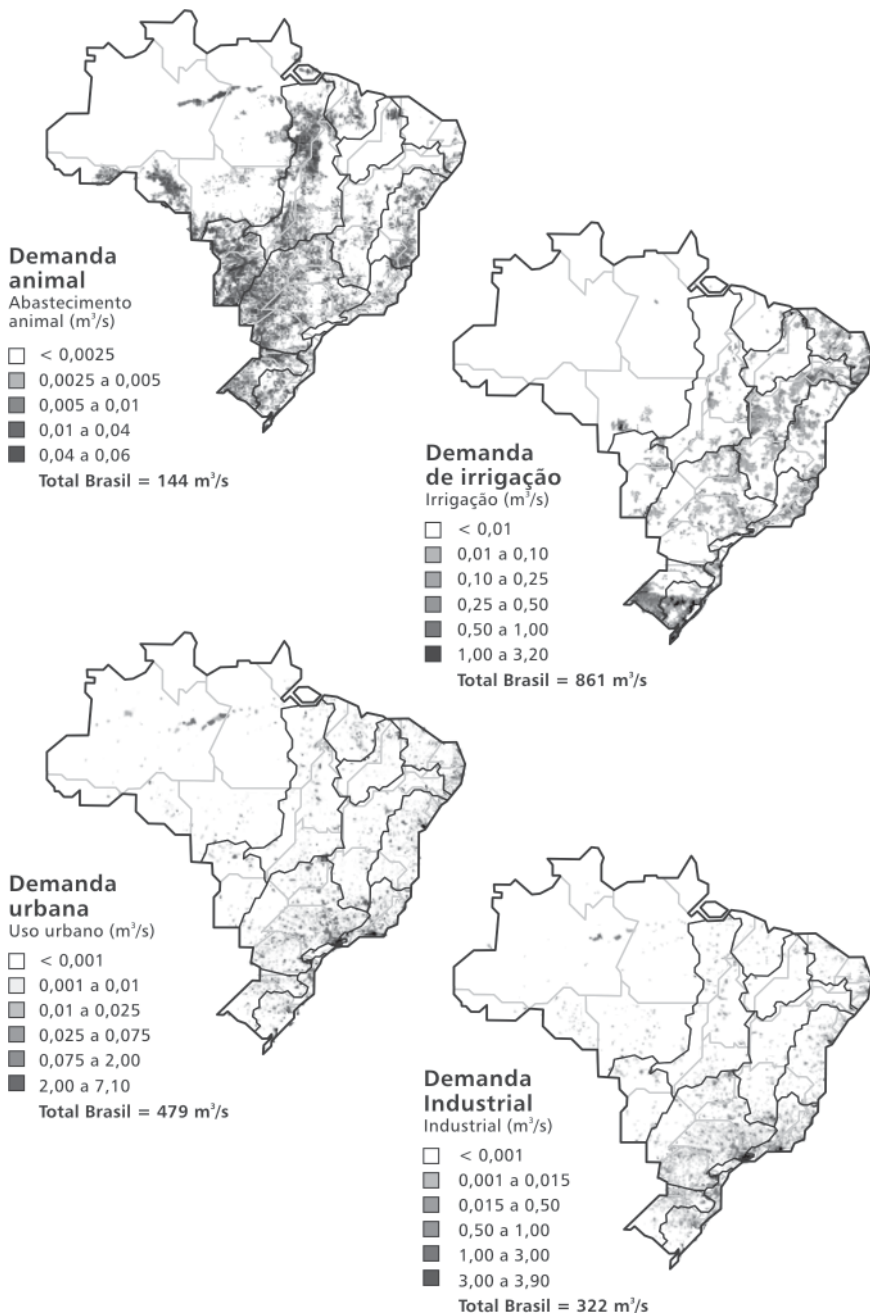 Demanda
animal
Abastecimento
animal (m³/s)
< 0,0025
0,0025 a 0,005
0,005 a 0,01
0,01 a 0,04
0,04 a 0,06
Total Brasil = 144 m³/s
Demanda
de irrigação
Irrigação (m³/s)
< 0,01
0,01 a 0,10
0,10 a 0,25
0,25 a 0,50
0,50 a 1,00
1,00 a 3,20
Total Brasil = 861 m³/s
Demanda
urbana
Uso urbano (m³/s)
< 0,001
0,001 a 0,01
0,01 a 0,025
0,025 a 0,075
0,075 a 2,00
2,00 a 7,10
Total Brasil = 479 m³/s
Demanda
Industrial
Industrial (m³/s)
< 0,001
0,001 a 0,015
0,015 a 0,50
0,50 a 1,00
1,00 a 3,00
3,00 a 3,90
Total Brasil = 322 m³/s